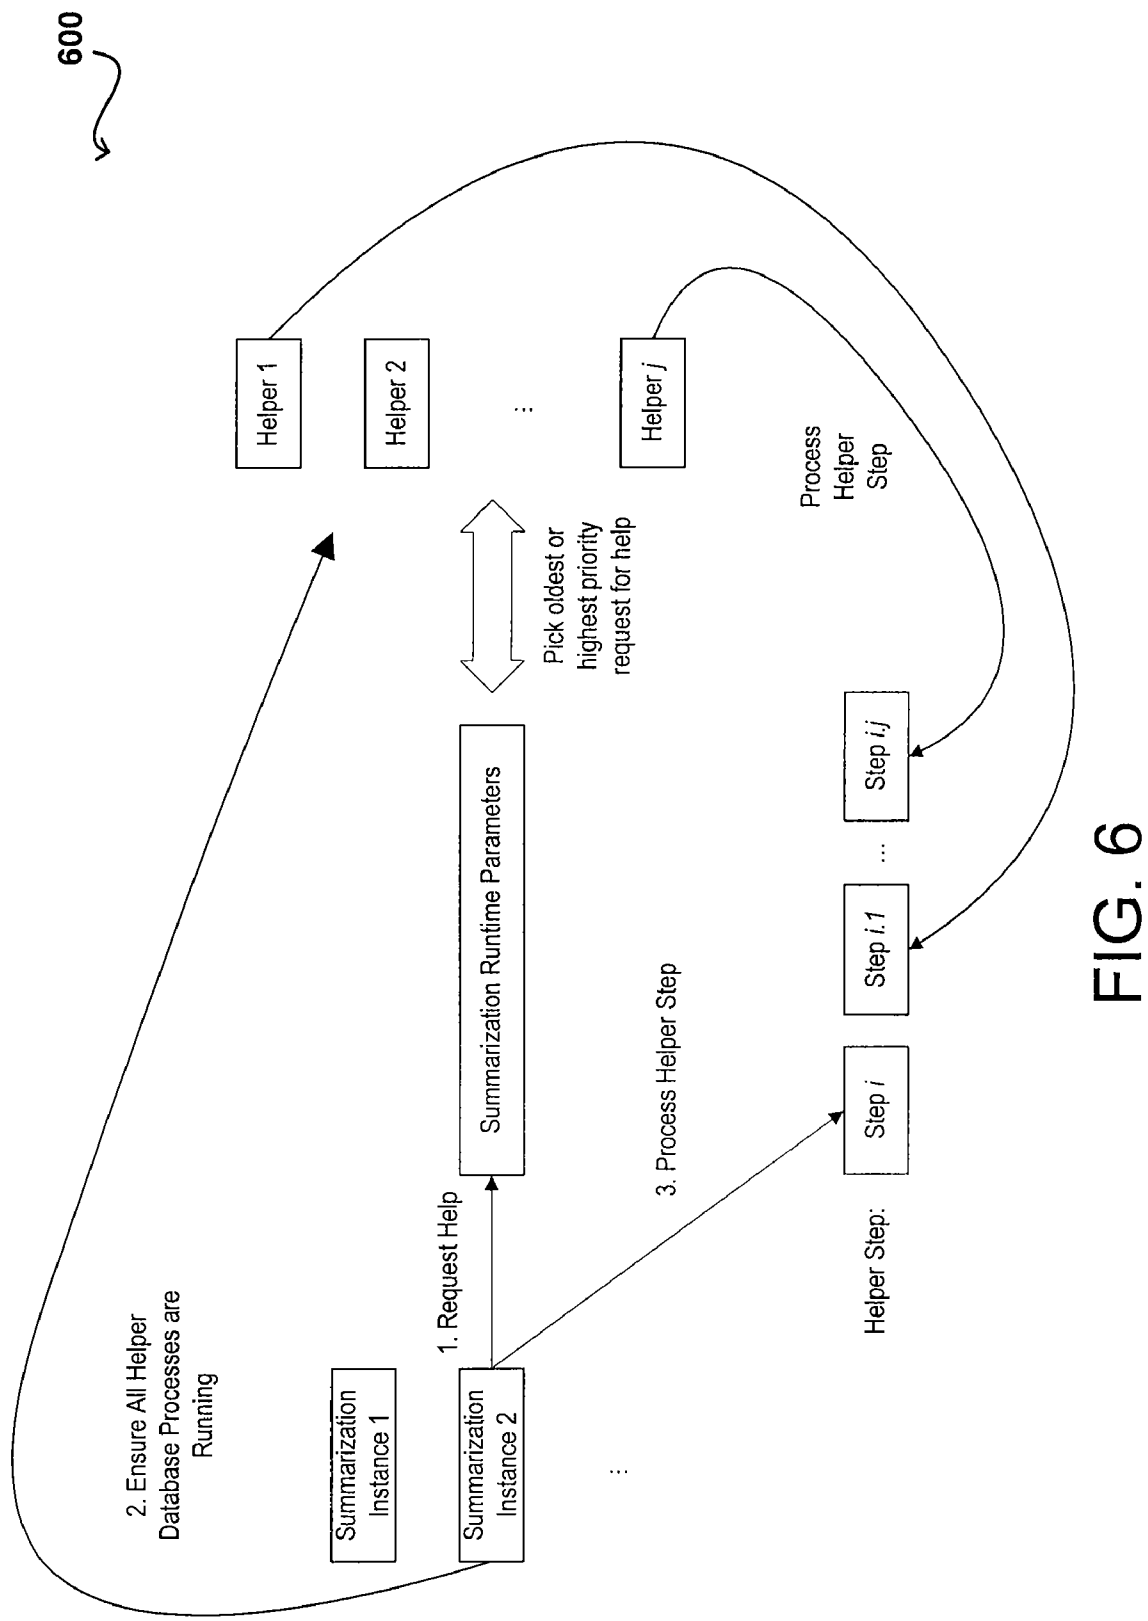 600
2. Ensure All Helper
Database Processes are
Running
Summarization
Instance 1
Summarization
Instance 2
...
1. Request Help
Summarization Runtime Parameters
Pick oldest or
highest priority
request for help
Helper 1
Helper 2
...
Helper j
3. Process Helper Step
Process
Helper
Step
Helper Step:
Step i
Step i.1
...
Step i.j
FIG. 6